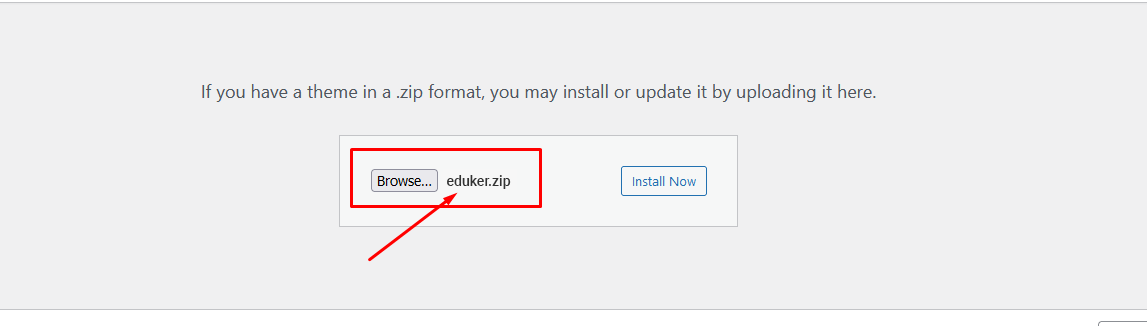 If you have a theme in a .zip format, you may install or update it by uploading it here.
Browse... eduker.zip Install Now